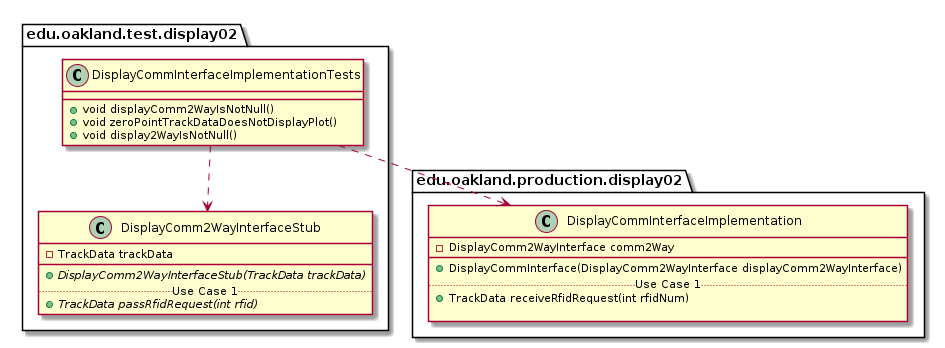 edu.oakland.test.display02
C DisplayCommInterfaceImplementationTests
void displayComm2WayIsNotNull()
void zeroPointTrackDataDoesNotDisplayPlot()
void display2WayIsNotNull()
edu.oakland.production.display02
C DisplayComm2WayInterfaceStub
TrackData trackData
DisplayComm2WayInterfaceStub(TrackData trackData)
Use Case 1
TrackData passRfidRequest(int rfid)
C DisplayCommInterfaceImplementation
DisplayComm2WayInterface comm2Way
DisplayCommInterface(DisplayComm2WayInterface displayComm2WayInterface)
Use Case 1
TrackData receiveRfidRequest(int rfidNum)